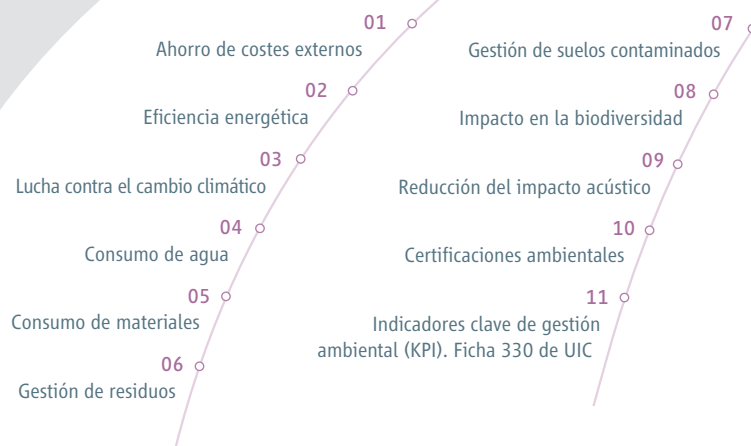 01
Ahorro de costes externos
02
Eficiencia energética
03
Lucha contra el cambio climático
04
Consumo de agua
05
Consumo de materiales
06
Gestión de residuos
07
Gestión de suelos contaminados
08
Impacto en la biodiversidad
09
Reducción del impacto acústico
10
Certificaciones ambientales
11
Indicadores clave de gestión
ambiental (KPI). Ficha 330 de UIC